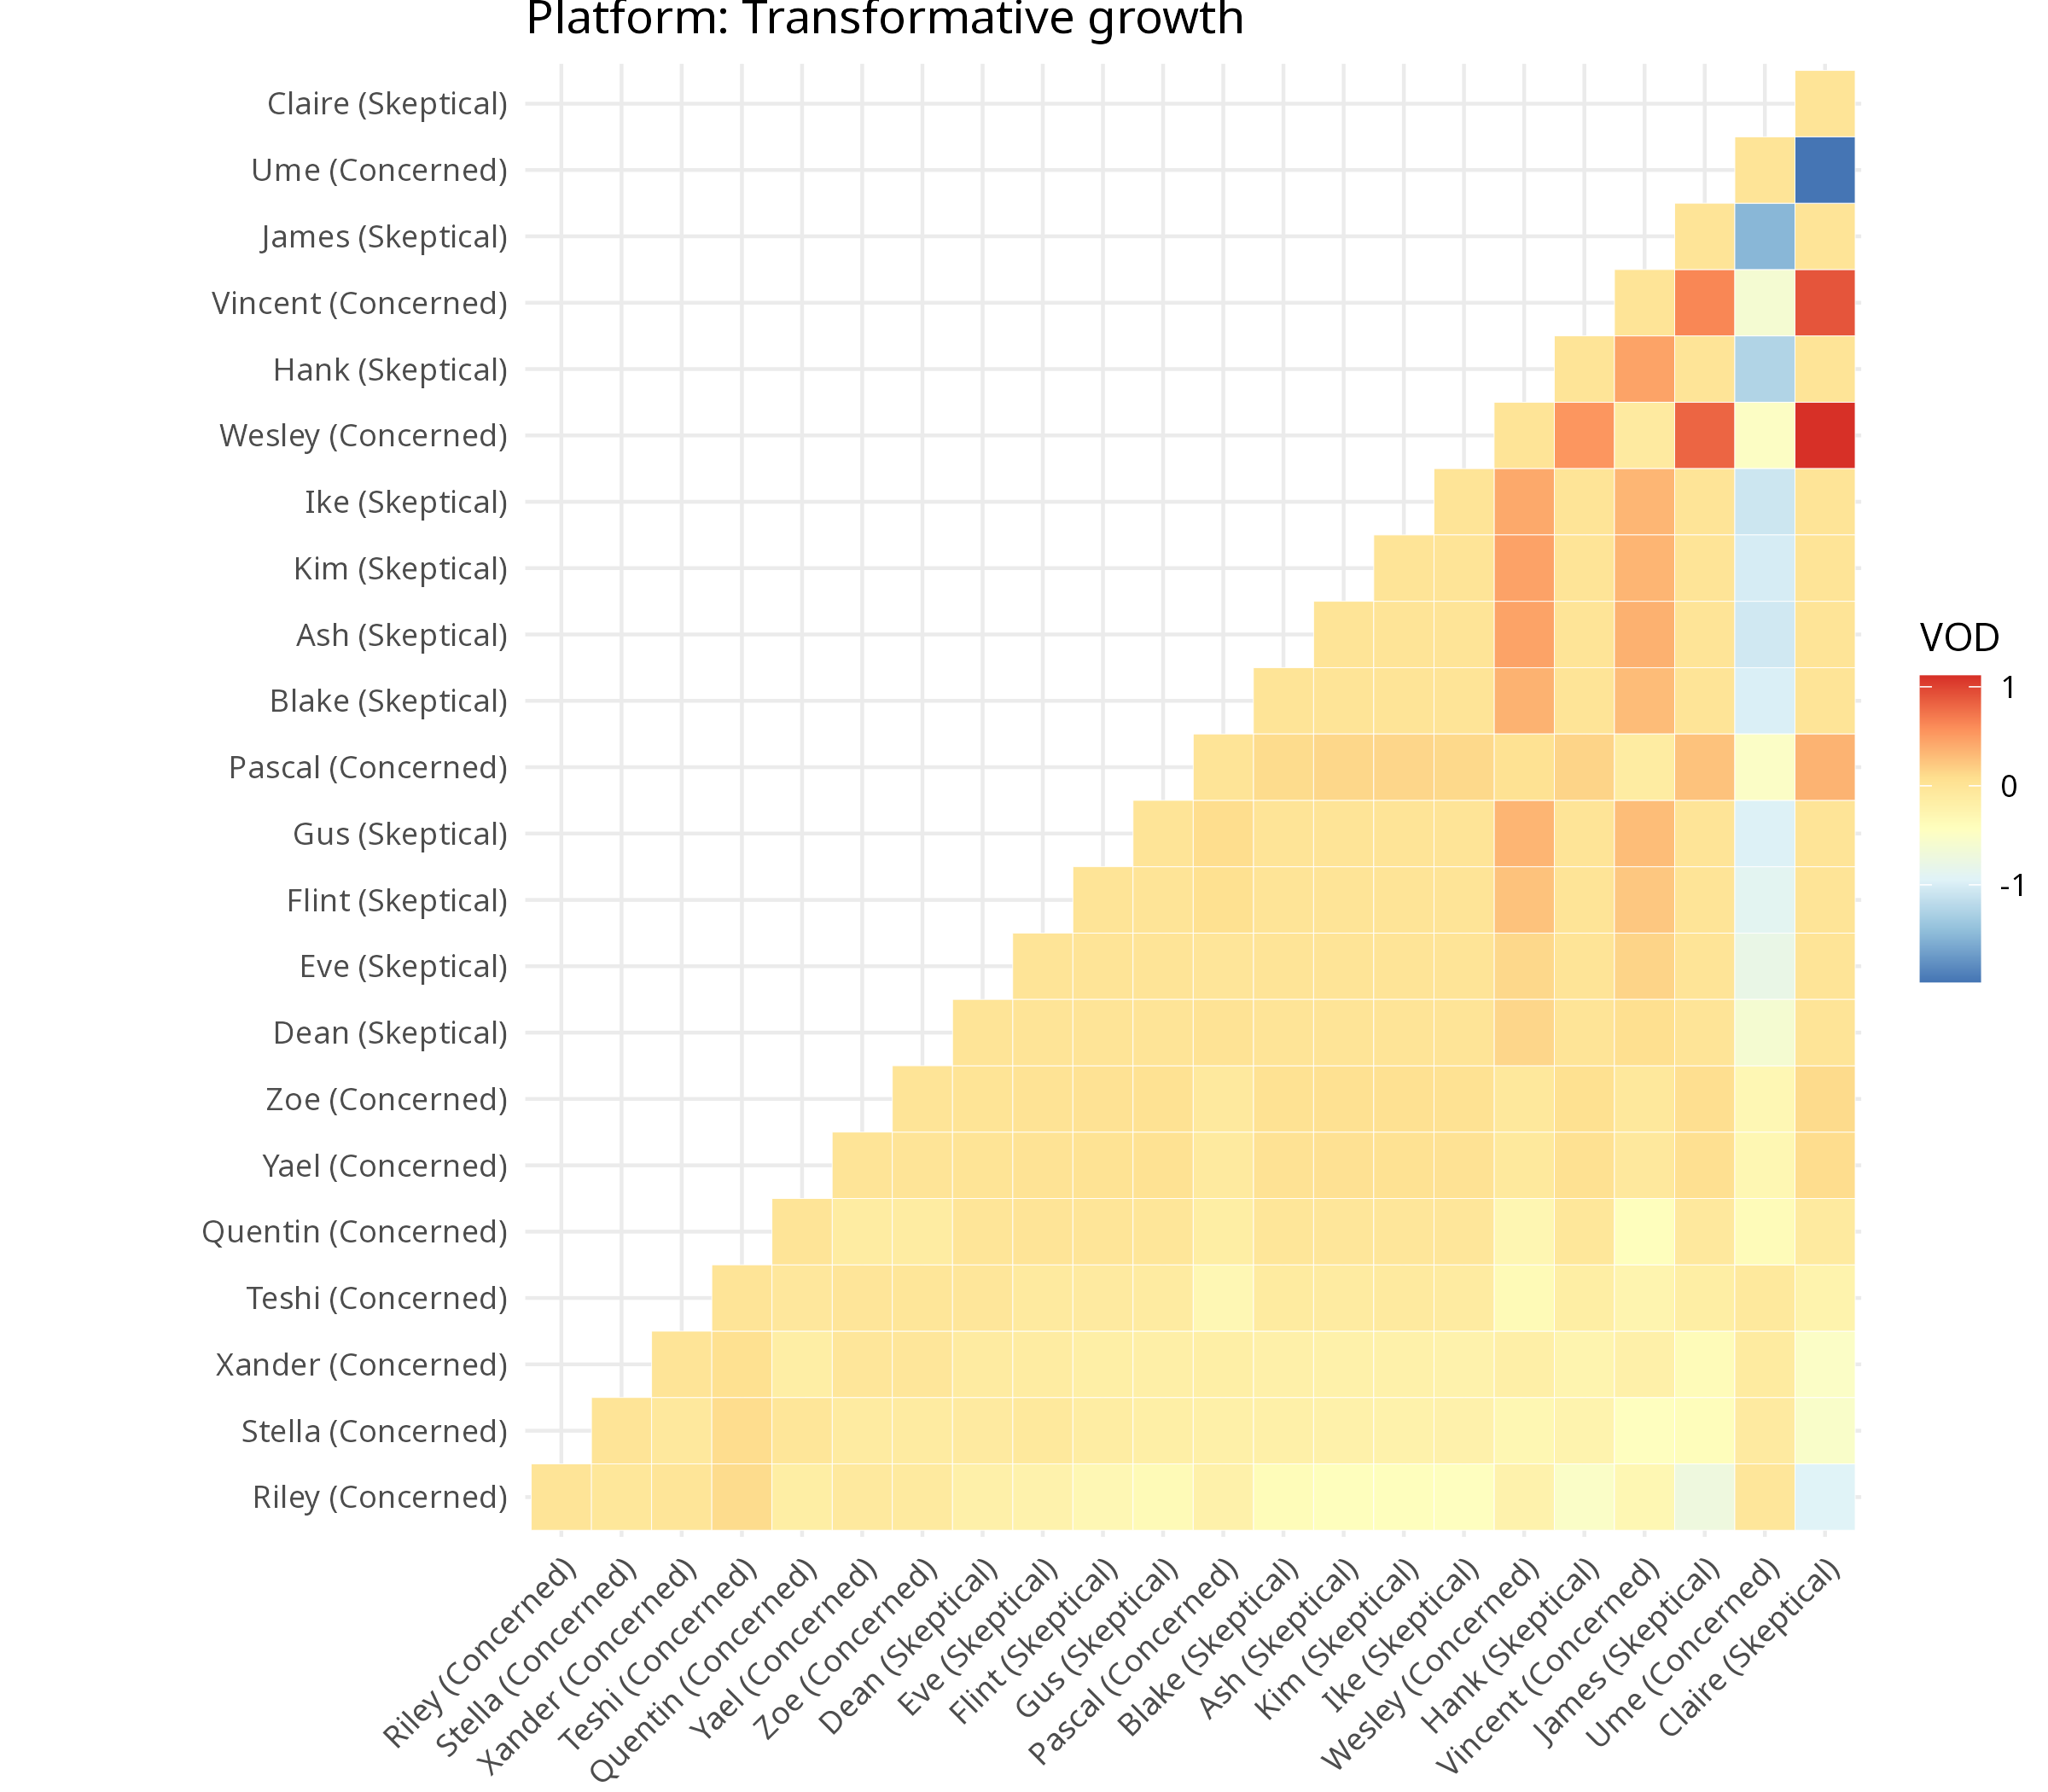 Platform: Transformative growth
Claire (Skeptical)
Ume (Concerned)
James (Skeptical)
Vincent (Concerned)
Hank (Skeptical)
Wesley (Concerned)
Ike (Skeptical)
Kim (Skeptical)
Ash (Skeptical)
Blake (Skeptical)
Pascal (Concerned)
Gus (Skeptical)
Flint (Skeptical)
Eve (Skeptical)
Dean (Skeptical)
Zoe (Concerned)
Yael (Concerned)
Quentin (Concerned)
Teshi (Concerned)
Xander (Concerned)
Stella (Concerned)
Riley (Concerned)
VOD
1
0
-1
Riley (Concerned)
Stella (Concerned)
Xander (Concerned)
Teshi (Concerned)
Quentin (Concerned)
Yael (Concerned)
Zoe (Concerned)
Dean (Skeptical)
Eve (Skeptical)
Flint (Skeptical)
Gus (Skeptical)
Pascal (Concerned)
Blake (Skeptical)
Ash (Skeptical)
Kim (Skeptical)
Ike (Skeptical)
Wesley (Concerned)
Hank (Skeptical)
Vincent (Concerned)
James (Skeptical)
Ume (Concerned)
Claire (Skeptical)